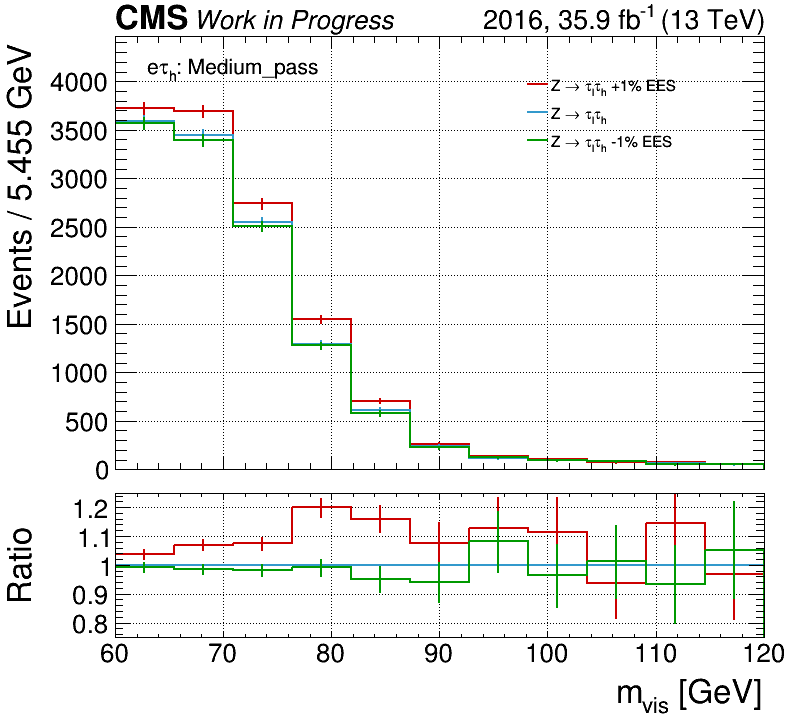 CMS Work in Progress 2016, 35.9 fb⁻¹ (13 TeV)
Events / 5.455 GeV
eτₕ: Medium_pass
Z → τₗτₕ +1% EES
Z → τₗτₕ
Z → τₗτₕ -1% EES
4000
3500
3000
2500
2000
1500
1000
500
0
Ratio
1.2
1.1
1
0.9
0.8
60 70 80 90 100 110 120
m_vis [GeV]